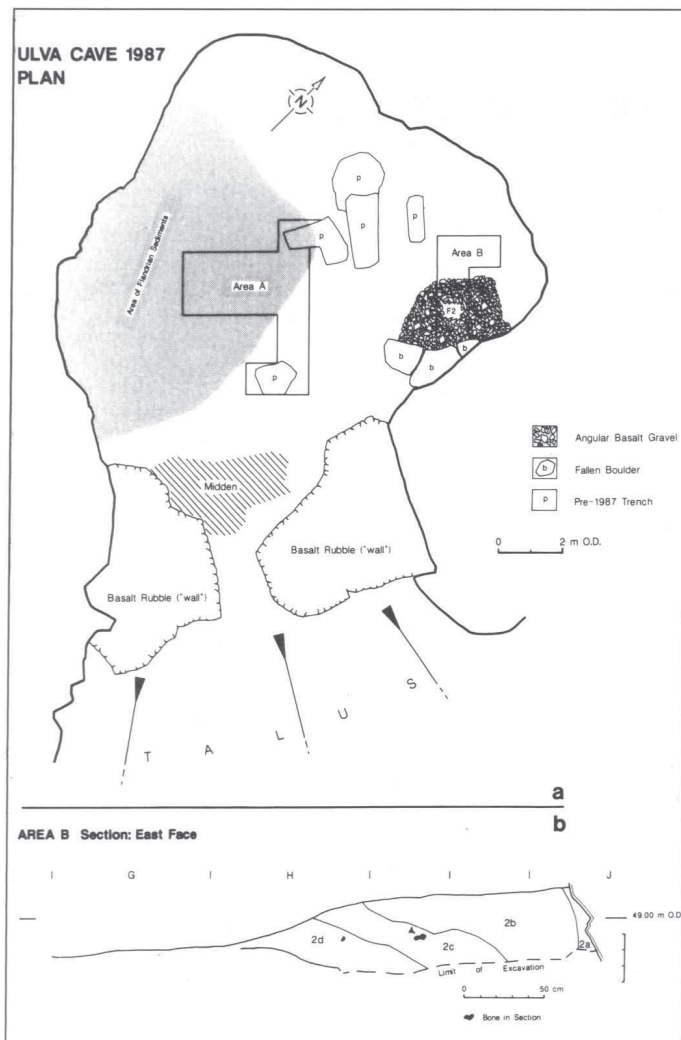 ULVA CAVE 1987
PLAN
N
Area of Flandrian Sediments
p
p
p
p
Area A
Area B
F2
p
b
b
b
Angular Basalt Gravel
b
Fallen Boulder
p
Pre-1987 Trench
0 2 m O.D.
Midden
Basalt Rubble ("wall")
Basalt Rubble ("wall")
T A L U S
a
b
AREA B Section: East Face
I G I H I I I J
49.00 m O.D
2b
2d
2c
2a
Limit of Excavation
0 50 cm
Bone in Section